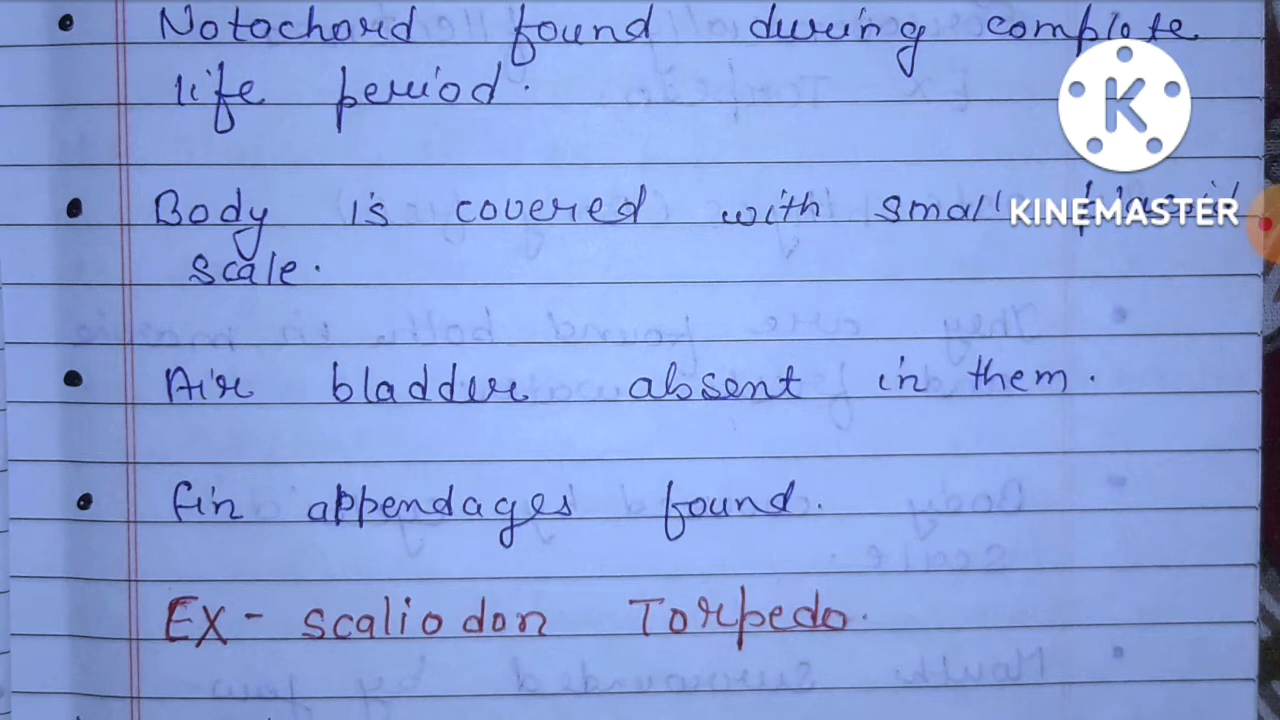 Notochord found during complete
life period.
K
KINEMASTER
Body is covered with small
scale.
Air bladder absent in them.
fin appendages found.
EX - scaliodon Torpedo.